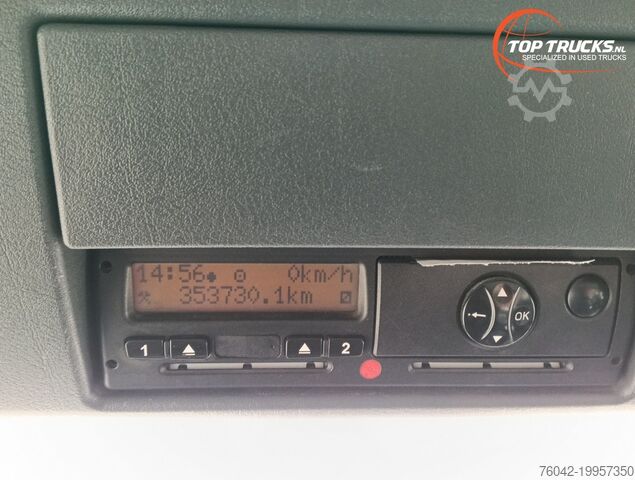 TOP TRUCKS.NL
SPECIALIZED IN USED TRUCKS
14:56 0km/h
353730.1km
1 2
OK
76042-19957350